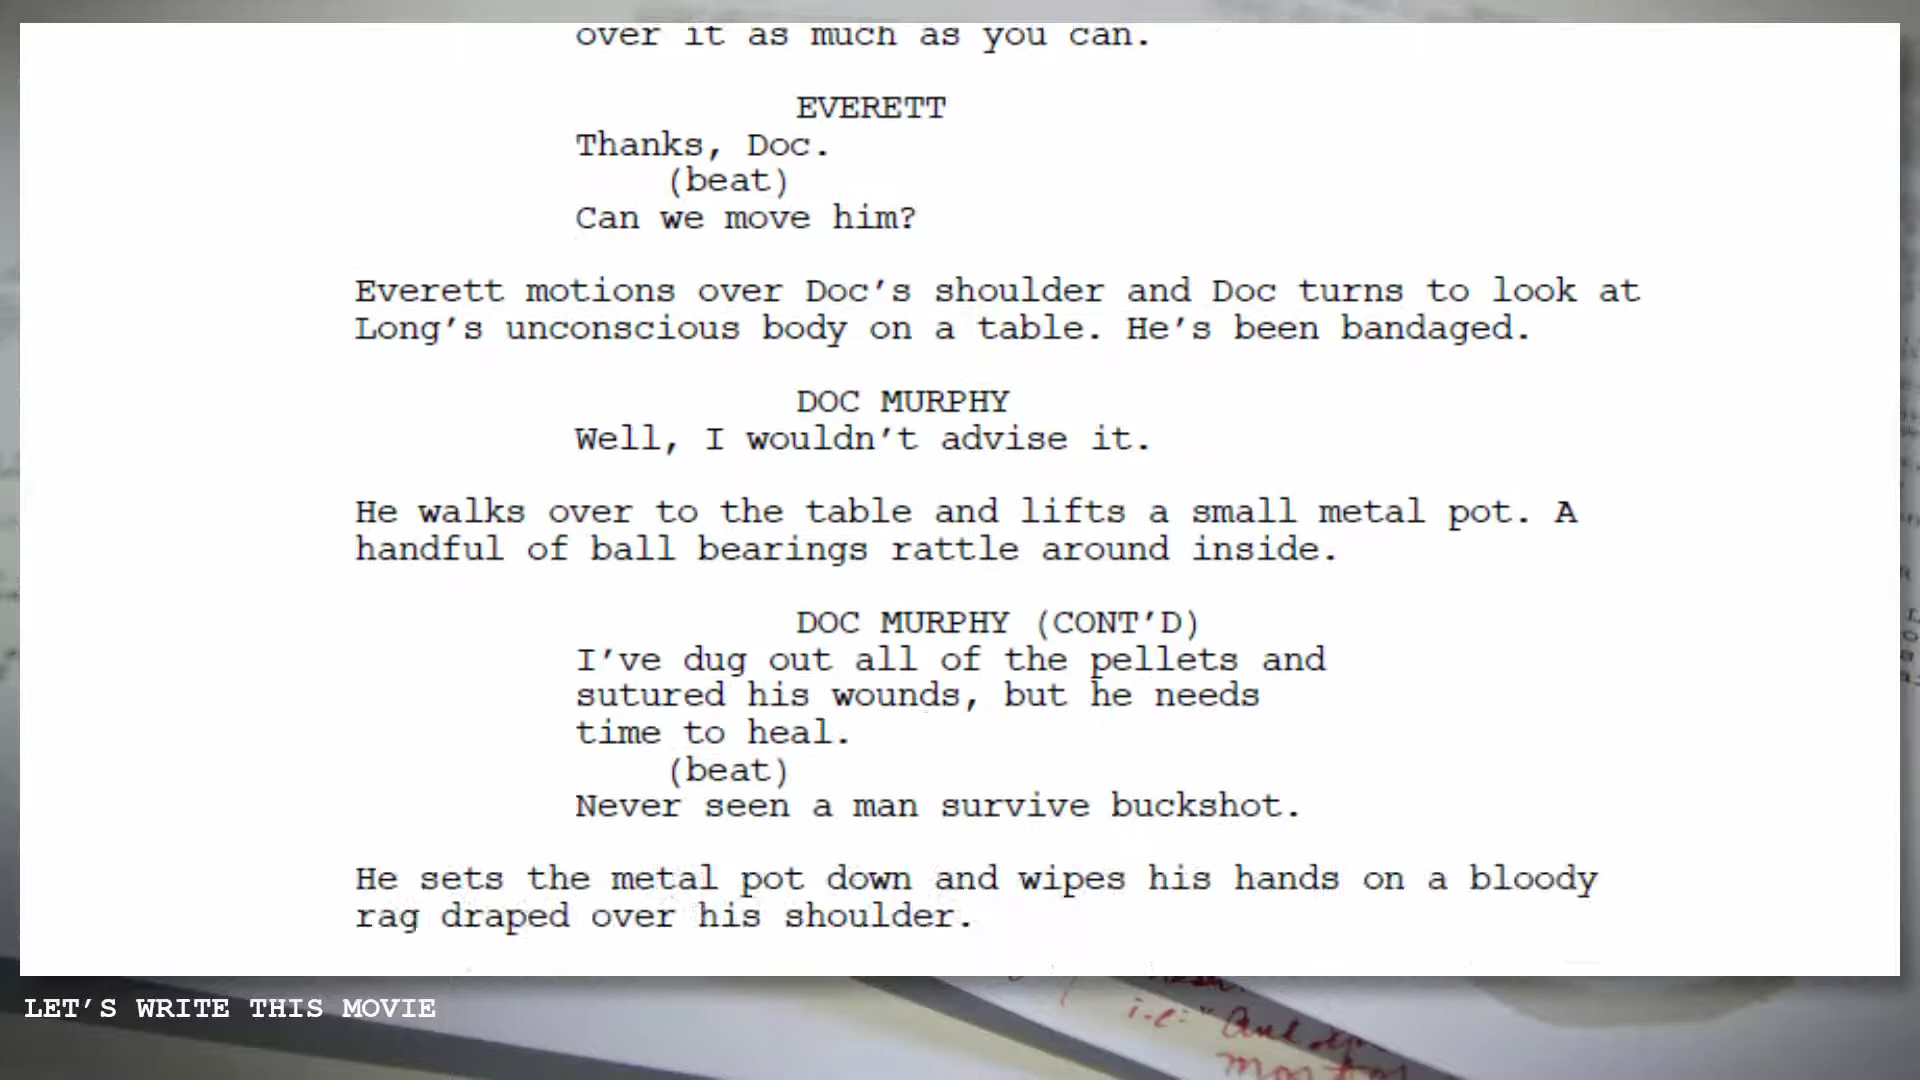 over it as much as you can.
EVERETT
Thanks, Doc.
(beat)
Can we move him?
Everett motions over Doc's shoulder and Doc turns to look at
Long's unconscious body on a table. He's been bandaged.
DOC MURPHY
Well, I wouldn't advise it.
He walks over to the table and lifts a small metal pot. A
handful of ball bearings rattle around inside.
DOC MURPHY (CONT'D)
I've dug out all of the pellets and
sutured his wounds, but he needs
time to heal.
(beat)
Never seen a man survive buckshot.
He sets the metal pot down and wipes his hands on a bloody
rag draped over his shoulder.
LET'S WRITE THIS MOVIE
i.e: "And